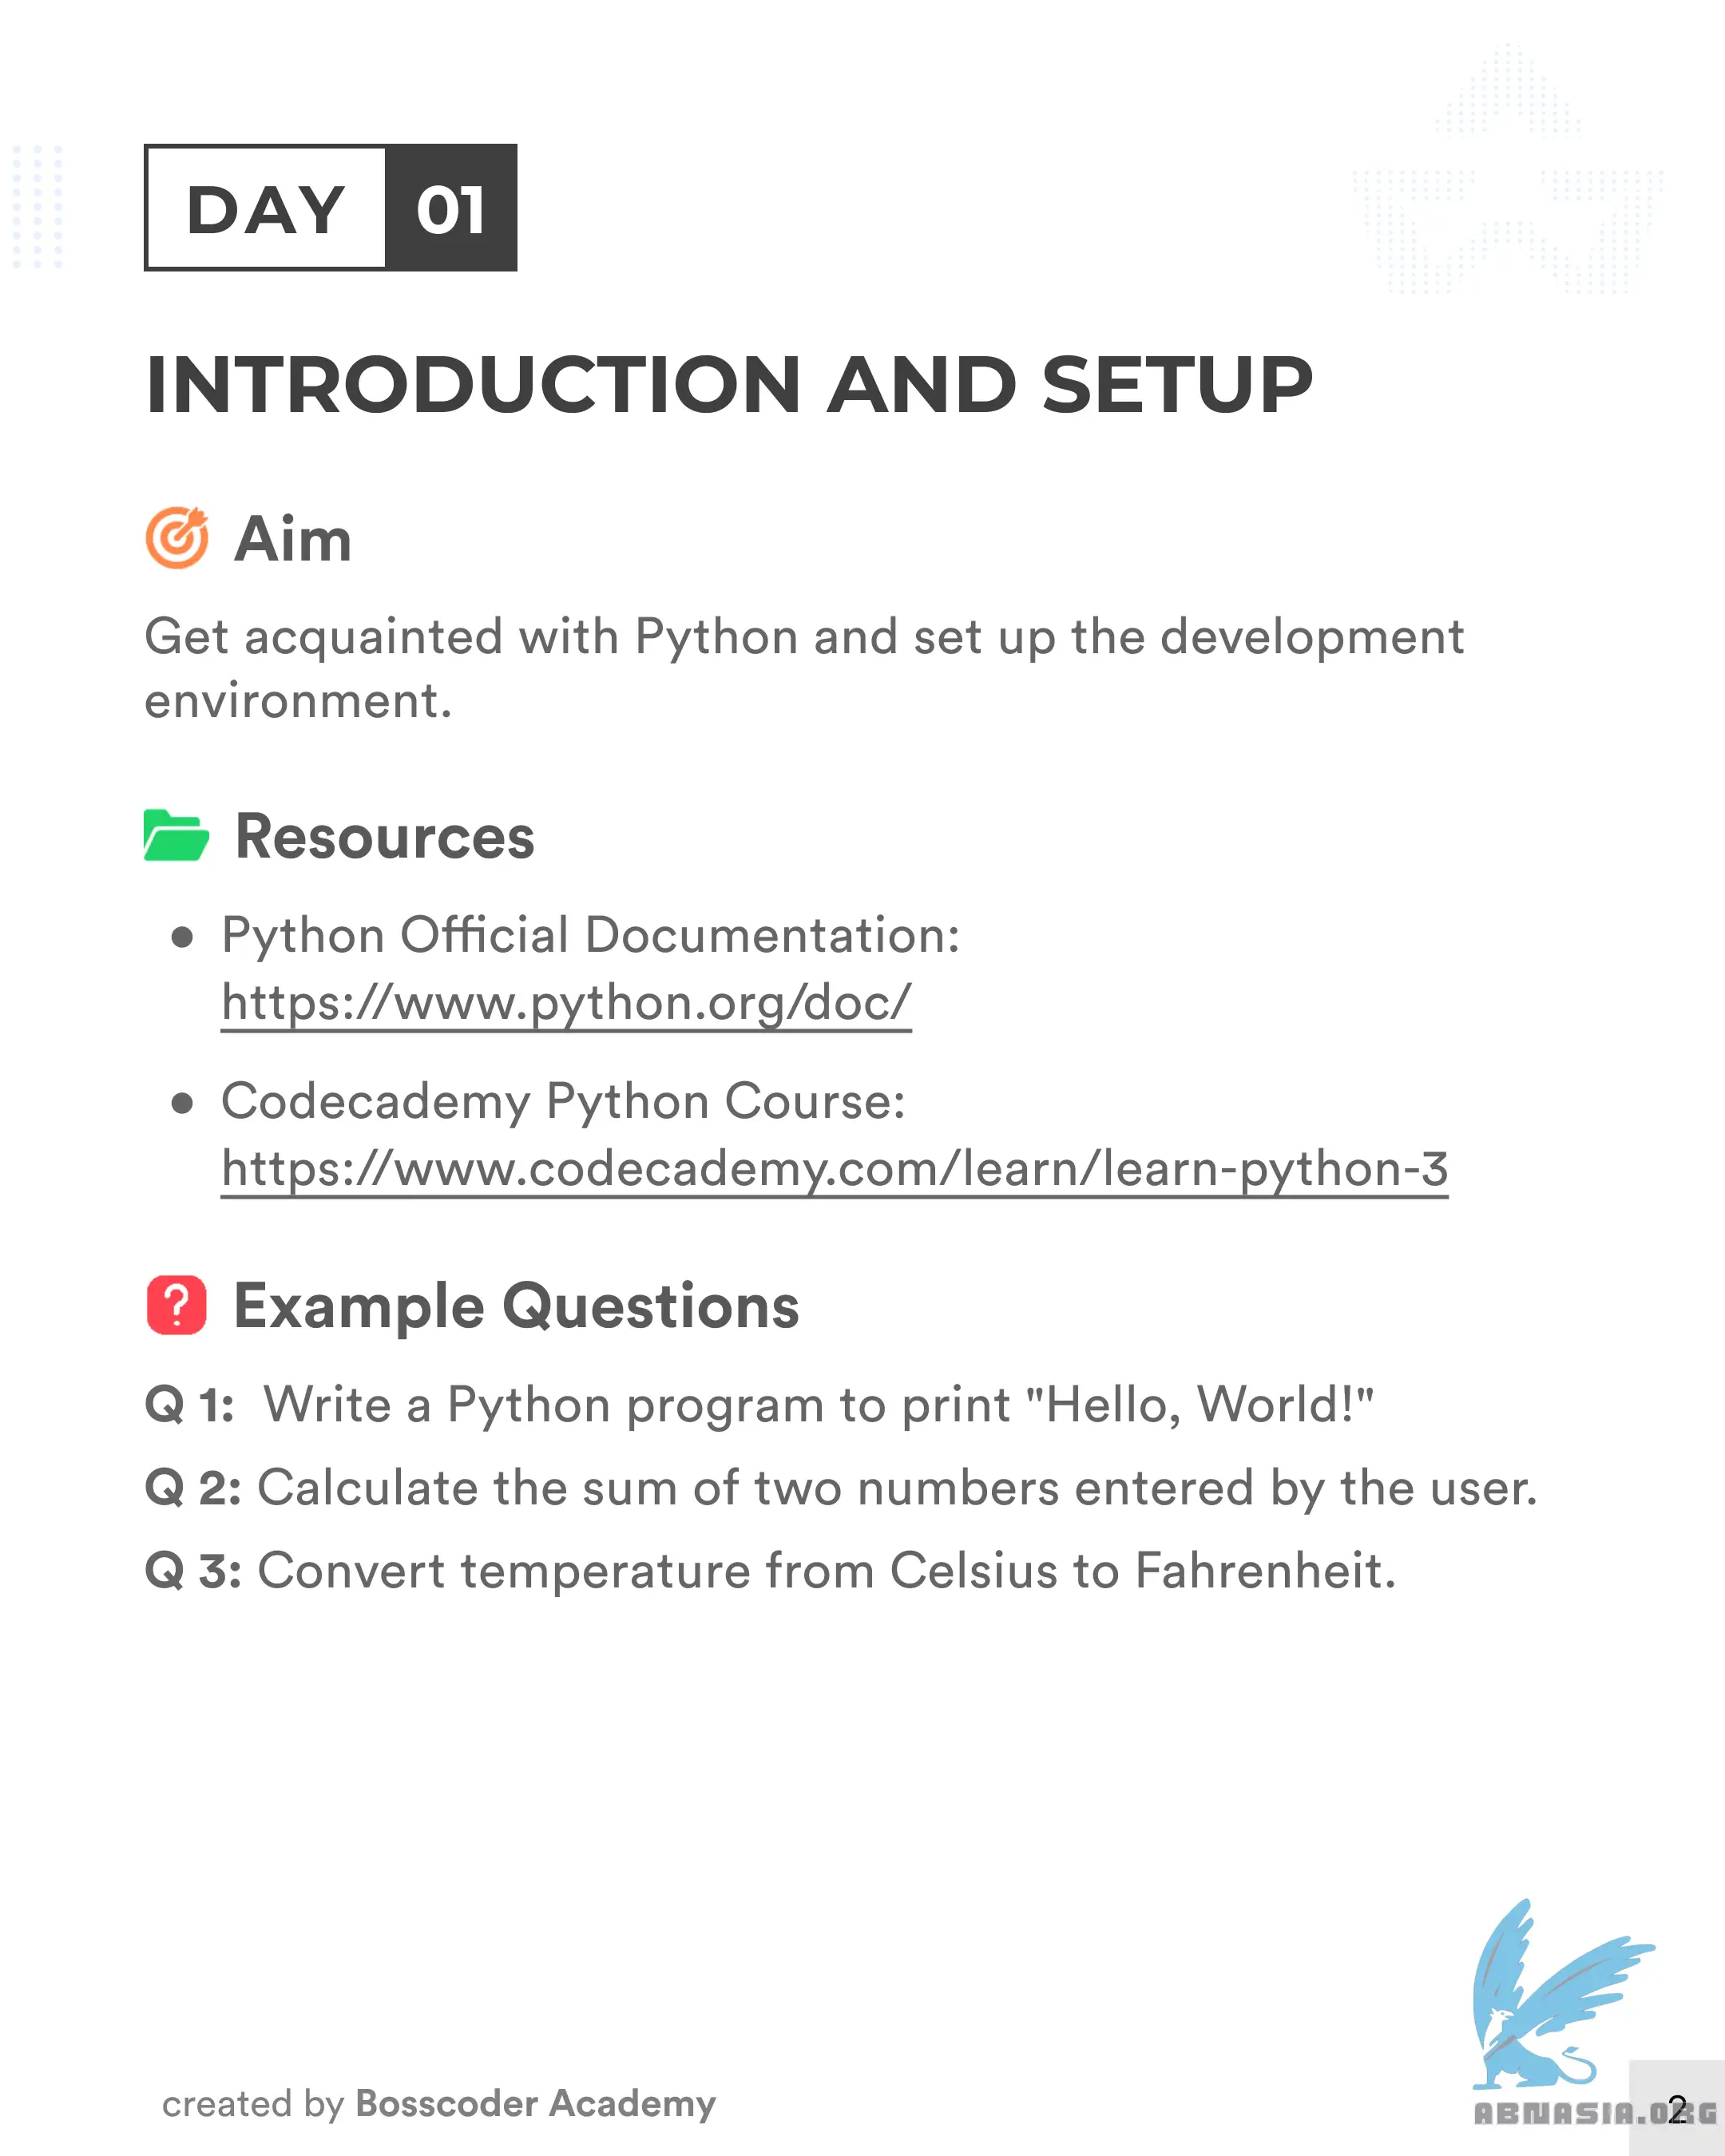 DAY 01
INTRODUCTION AND SETUP
Aim
Get acquainted with Python and set up the development
environment.
Resources
● Python Official Documentation:
https://www.python.org/doc/
● Codecademy Python Course:
https://www.codecademy.com/learn/learn-python-3
? Example Questions
Q 1: Write a Python program to print "Hello, World!"
Q 2: Calculate the sum of two numbers entered by the user.
Q 3: Convert temperature from Celsius to Fahrenheit.
created by Bosscoder Academy
ABNASIA.ORG
2